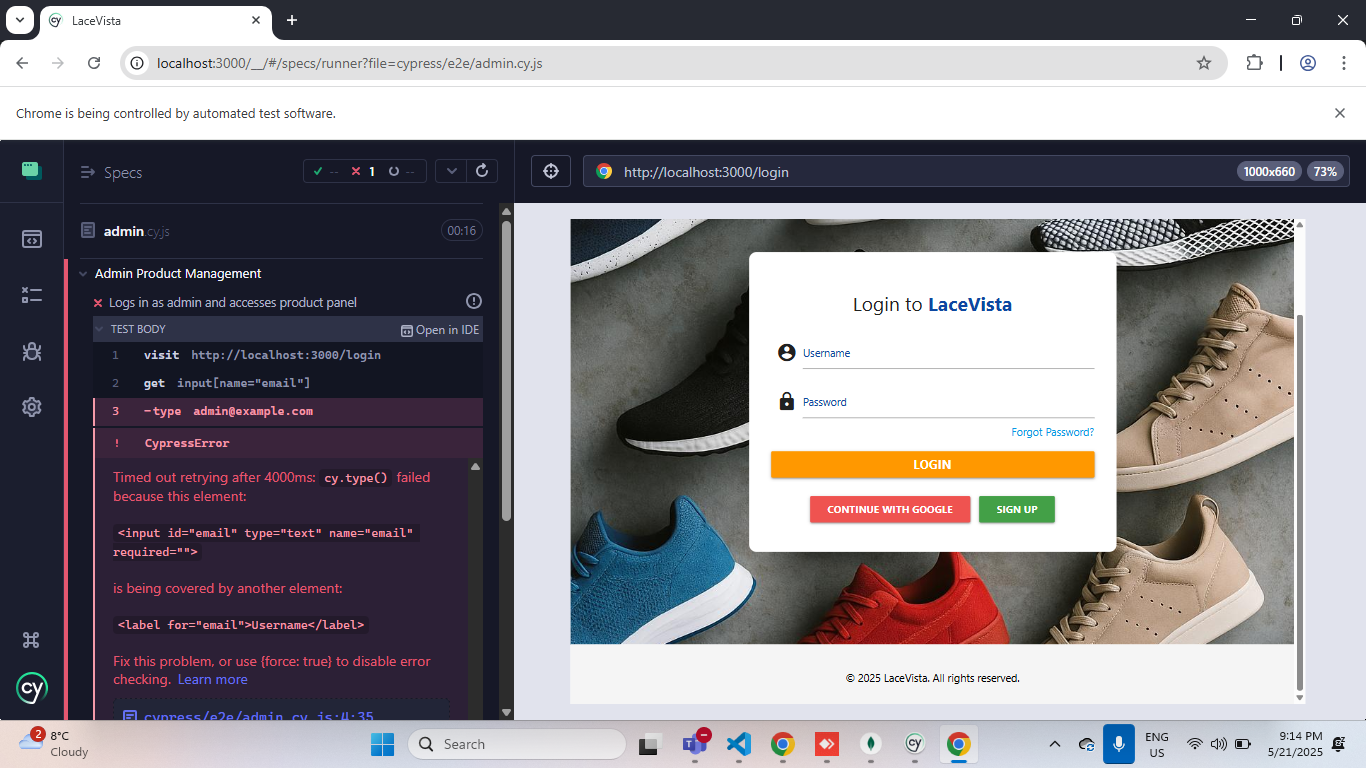 LaceVista
localhost:3000/__/#/specs/runner?file=cypress/e2e/admin.cy.js
Chrome is being controlled by automated test software.
Specs
-- 1 --
admin.cy.js
00:16
Admin Product Management
Logs in as admin and accesses product panel
TEST BODY
Open in IDE
1 visit http://localhost:3000/login
2 get input[name="email"]
3 -type admin@example.com
! CypressError
Timed out retrying after 4000ms: cy.type() failed
because this element:
<input id="email" type="text" name="email"
required="">
is being covered by another element:
<label for="email">Username</label>
Fix this problem, or use {force: true} to disable error
checking. Learn more
cypress/e2e/admin.cy.js:4:35
http://localhost:3000/login
1000x660
73%
Login to LaceVista
Username
Password
Forgot Password?
LOGIN
CONTINUE WITH GOOGLE
SIGN UP
© 2025 LaceVista. All rights reserved.
cy
2
8°C
Cloudy
Search
ENG
US
9:14 PM
5/21/2025